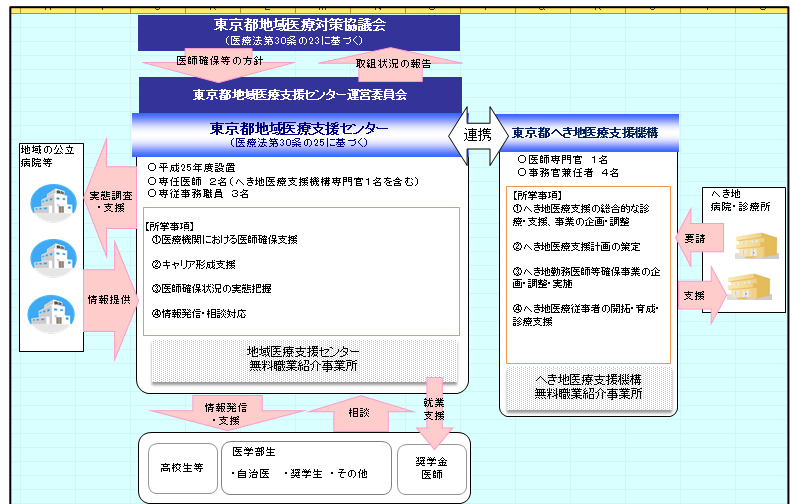 東京都地域医療対策協議会
(医療法第30条の23に基づく)
医師確保等の方針
取組状況の報告
東京都地域医療支援センター運営委員会
東京都地域医療支援センター
(医療法第30条の25に基づく)
連携
東京都へき地医療支援機構
地域の公立
病院等
実態調査
・支援
情報提供
○平成25年度設置
○専任医師 2名(へき地医療支援機構専門官1名を含む)
○専従事務職員 3名
【所掌事項】
①医療機関における医師確保支援
②キャリア形成支援
③医師確保状況の実態把握
④情報発信・相談対応
地域医療支援センター
無料職業紹介事業所
○医師専門官 1名
○事務官兼任者 4名
【所掌事項】
①へき地医療支援の総合的な診
療・支援、事業の企画・調整
②へき地医療支援計画の策定
③へき地勤務医師等確保事業の企
画・調整・実施
④へき地医療従事者の開拓・育成・
診療支援
へき地医療支援機構
無料職業紹介事業所
へき地
病院・診療所
要請
支援
情報発信
・支援
相談
就業
支援
高校生等
医学部生
・自治医 ・奨学生 ・その他
奨学金
医師